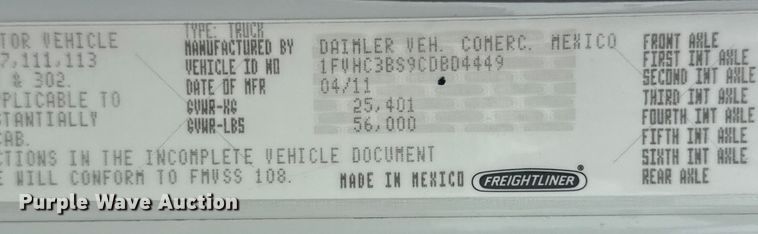 TOR VEHICLE
7,111,113
& 302.
PPLICABLE TO
STANTIALLY
CAB.
CTIONS IN THE INCOMPLETE VEHICLE DOCUMENT
E WILL CONFORM TO FMVSS 108.
TYPE: TRUCK
MANUFACTURED BY DAIMLER VEH. COMERC. MEXICO
VEHICLE ID NO 1FVHC3BS9CDBD4449
DATE OF MFR 04/11
GVWR-KG 25,401
GVWR-LBS 56,000
MADE IN MEXICO FREIGHTLINER®
FRONT AXLE
FIRST INT AXLE
SECOND INT AXLE
THIRD INT AXLE
FOURTH INT AXLE
FIFTH INT AXLE
SIXTH INT AXLE
REAR AXLE
Purple Wave Auction